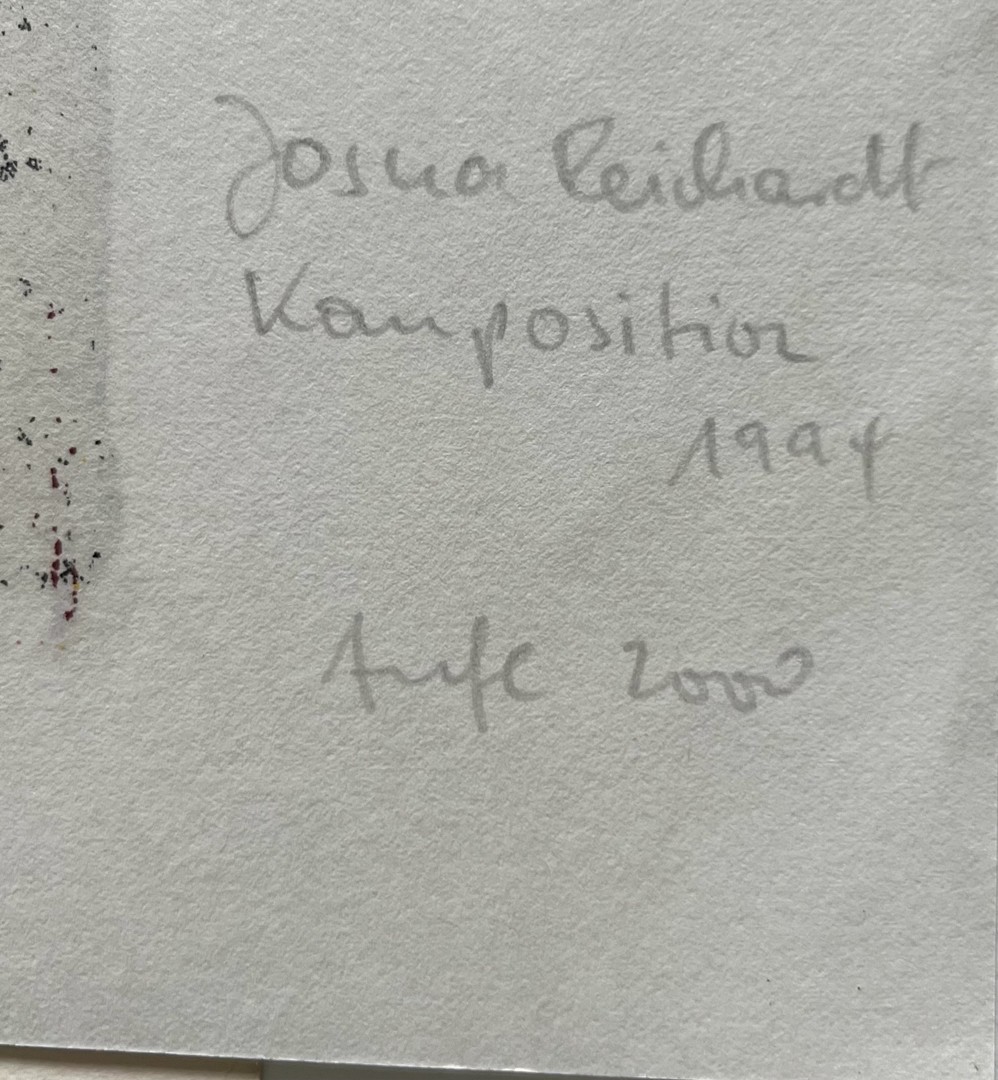 Josua Reichardt
Komposition
1994
Aufl 2000